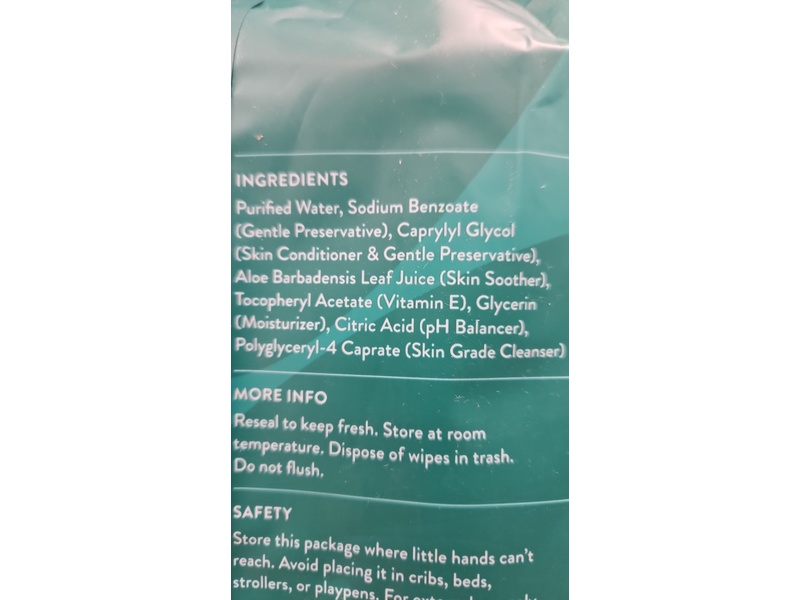 INGREDIENTS
Purified Water, Sodium Benzoate
(Gentle Preservative), Caprylyl Glycol
(Skin Conditioner & Gentle Preservative),
Aloe Barbadensis Leaf Juice (Skin Soother),
Tocopheryl Acetate (Vitamin E), Glycerin
(Moisturizer), Citric Acid (pH Balancer),
Polyglyceryl-4 Caprate (Skin Grade Cleanser)
MORE INFO
Reseal to keep fresh. Store at room
temperature. Dispose of wipes in trash.
Do not flush.
SAFETY
Store this package where little hands can't
reach. Avoid placing it in cribs, beds,
strollers, or playpens. For